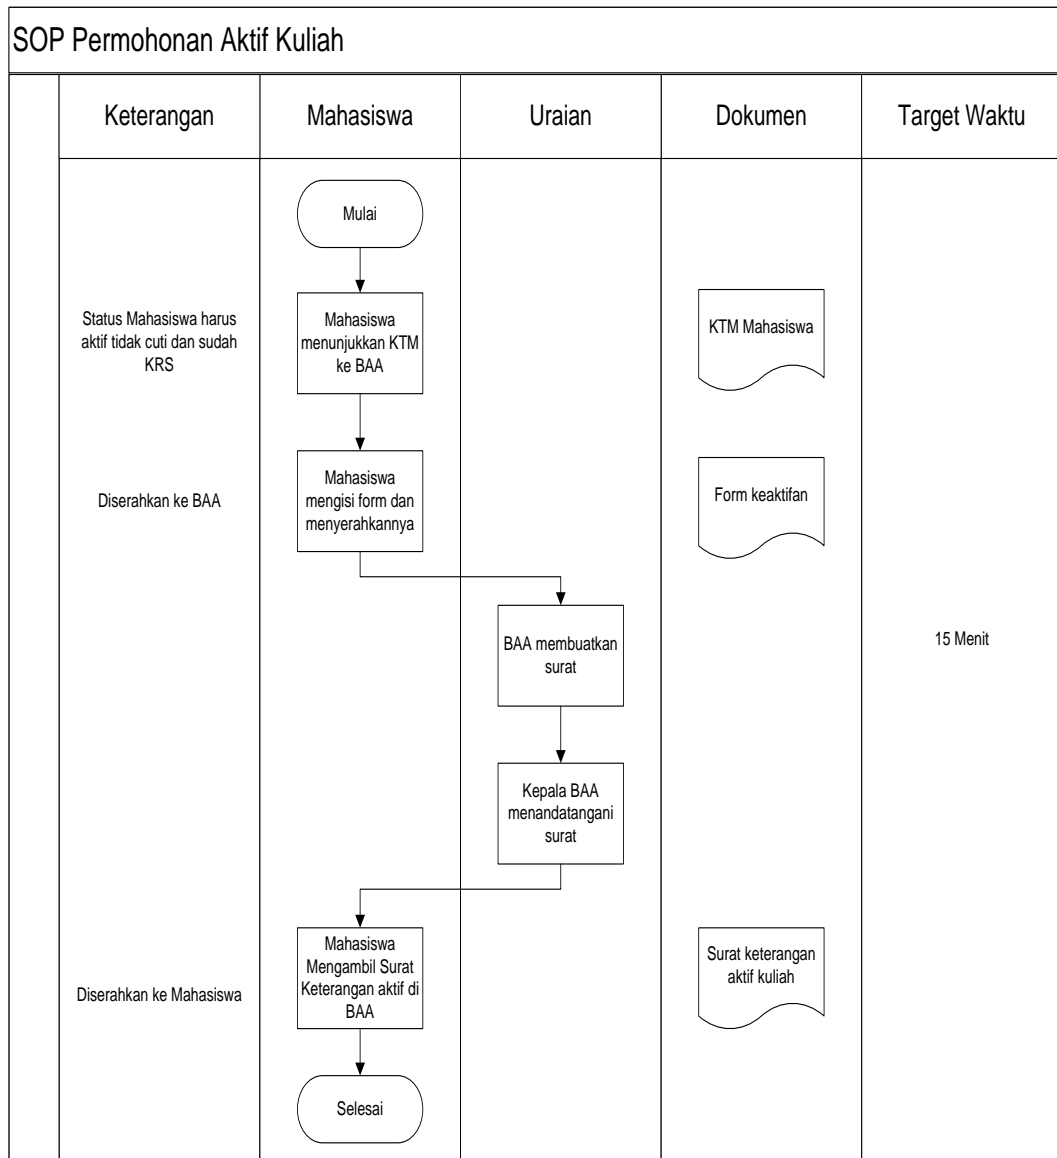 SOP Permohonan Aktif Kuliah
Keterangan
Mahasiswa
Uraian
Dokumen
Target Waktu
Mulai
Status Mahasiswa harus
aktif tidak cuti dan sudah
KRS
Mahasiswa
menunjukkan KTM
ke BAA
KTM Mahasiswa
Diserahkan ke BAA
Mahasiswa
mengisi form dan
menyerahkannya
Form keaktifan
BAA membuatkan
surat
15 Menit
Kepala BAA
menandatangani
surat
Diserahkan ke Mahasiswa
Mahasiswa
Mengambil Surat
Keterangan aktif di
BAA
Surat keterangan
aktif kuliah
Selesai